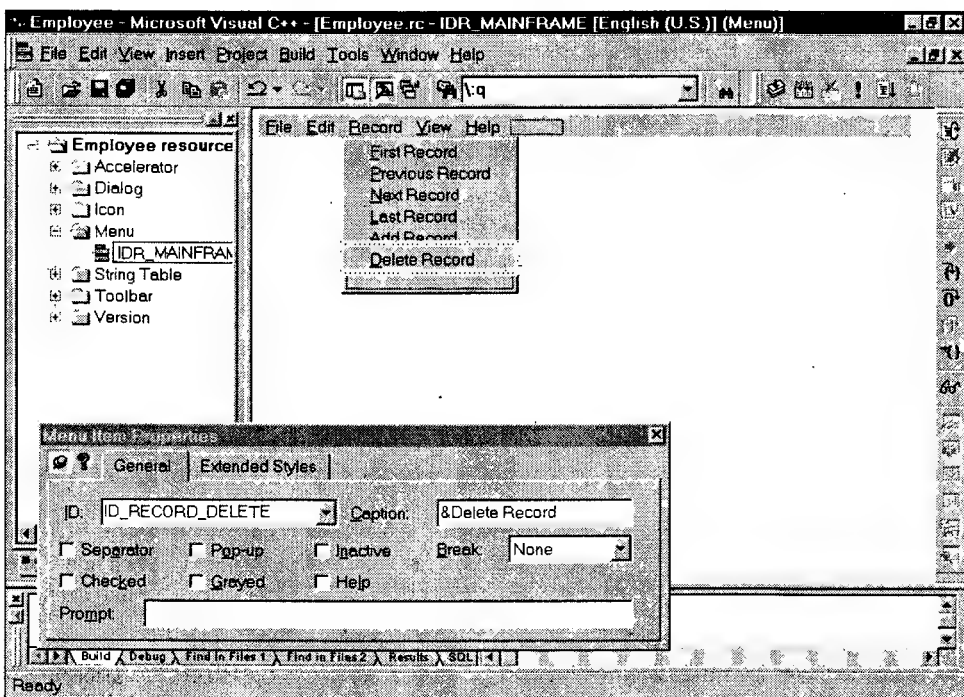 Employee - Microsoft Visual C++ - [Employee.rc - IDR_MAINFRAME [English (U.S.)] (Menu)]
File Edit View Insert Project Build Tools Window Help
\:q
Employee resource
Accelerator
Dialog
Icon
Menu
IDR_MAINFRAM
String Table
Toolbar
Version
File Edit Record View Help
First Record
Previous Record
Next Record
Last Record
Add Record
Delete Record
Menu Item Properties
General Extended Styles
ID: ID_RECORD_DELETE Caption: &Delete Record
Separator Pop-up Inactive Break: None
Checked Grayed Help
Prompt:
Build Debug Find in Files 1 Find in Files 2 Results SQL
Ready